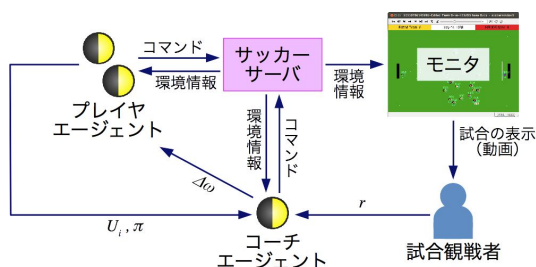 コマンド
環境情報
サッカー
サーバ
環境
情報
モニタ
プレイヤ
エージェント
環境情報
コマンド
試合の表示
（動画）
Δω
r
U_i , π
コーチ
エージェント
試合観戦者